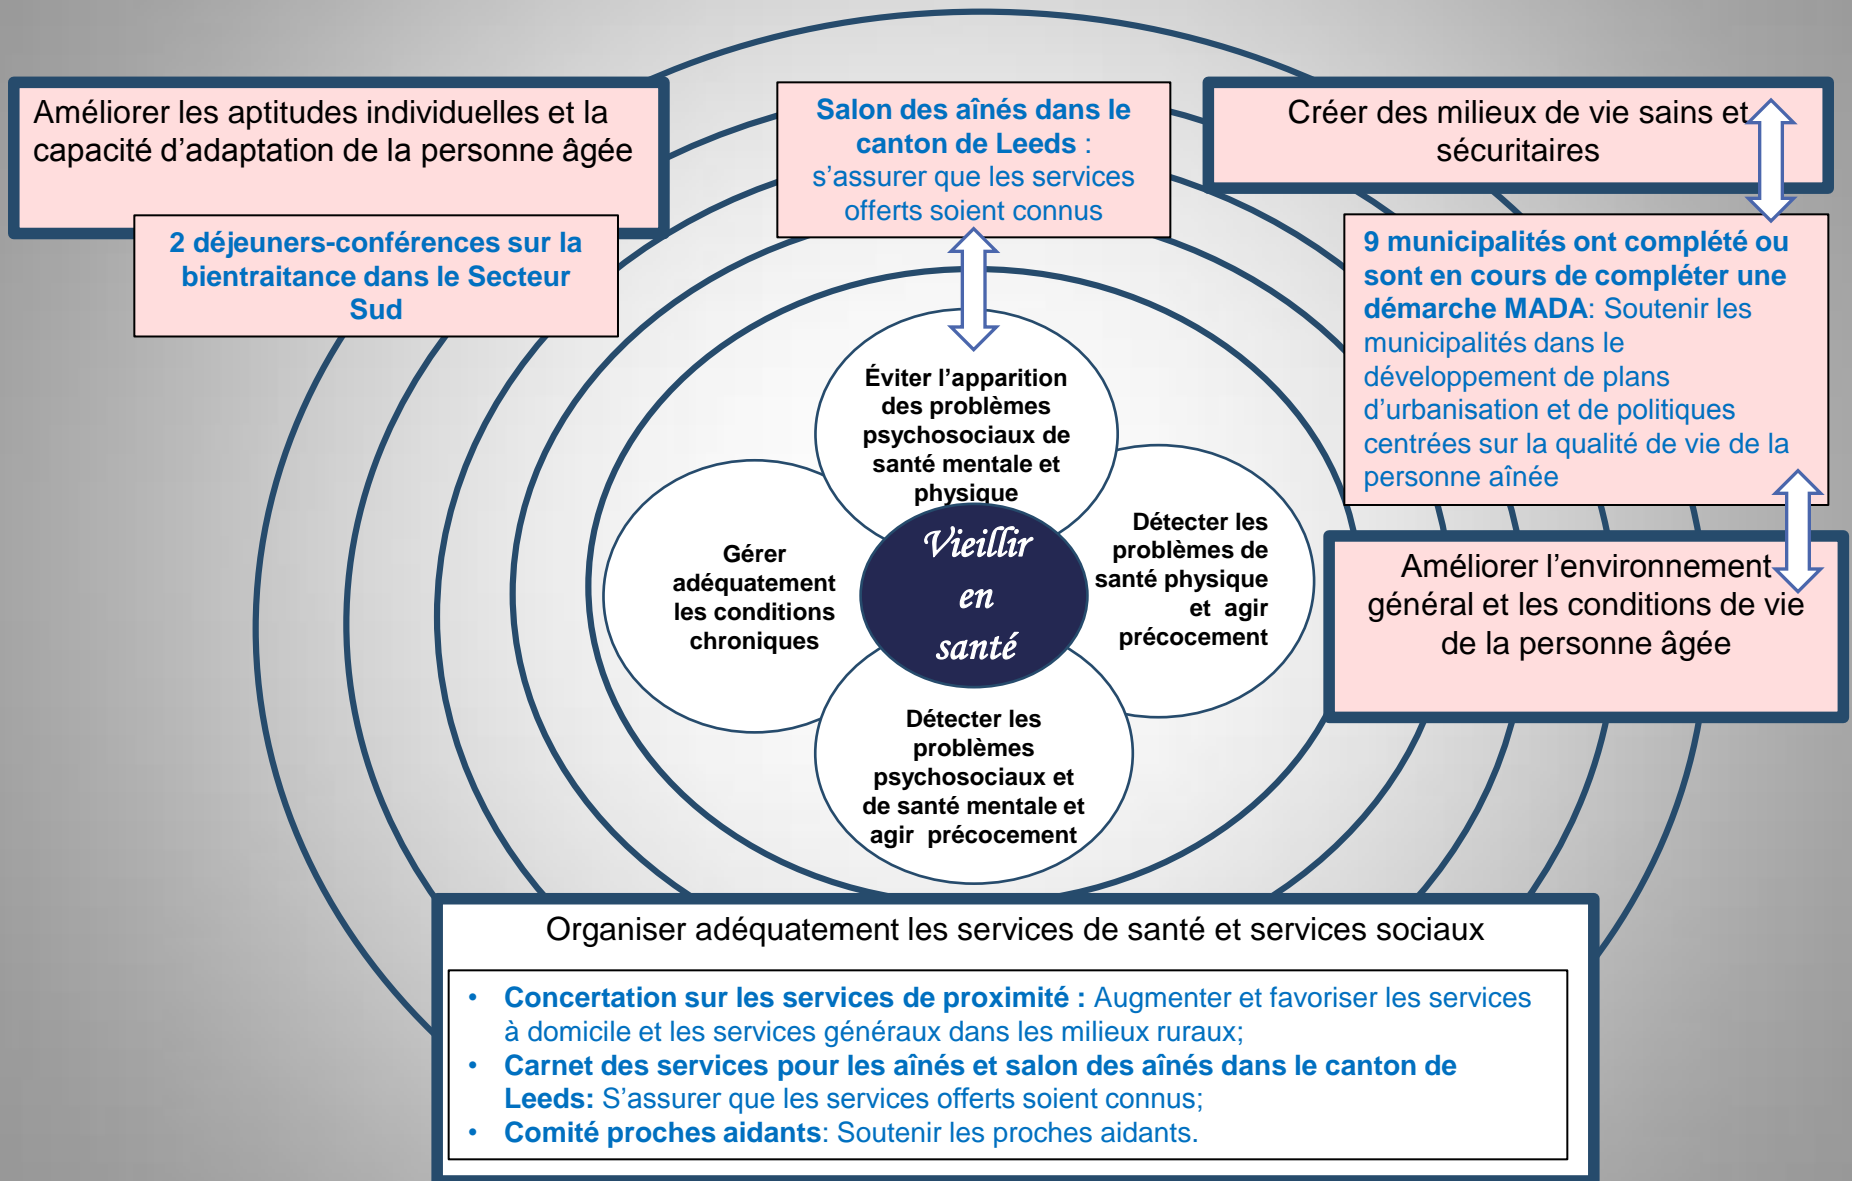 Améliorer les aptitudes individuelles et la
capacité d’adaptation de la personne âgée
2 déjeuners-conférences sur la
bientraitance dans le Secteur
Sud
Salon des aînés dans le
canton de Leeds :
s’assurer que les services
offerts soient connus
Créer des milieux de vie sains et
sécuritaires
9 municipalités ont complété ou
sont en cours de compléter une
démarche MADA: Soutenir les
municipalités dans le
développement de plans
d’urbanisation et de politiques
centrées sur la qualité de vie de la
personne aînée
Améliorer l’environnement
général et les conditions de vie
de la personne âgée
Éviter l’apparition
des problèmes
psychosociaux de
santé mentale et
physique
Gérer
adéquatement
les conditions
chroniques
Vieillir
en
santé
Détecter les
problèmes de
santé physique
et agir
précocement
Détecter les
problèmes
psychosociaux et
de santé mentale et
agir précocement
Organiser adéquatement les services de santé et services sociaux
• Concertation sur les services de proximité : Augmenter et favoriser les services
à domicile et les services généraux dans les milieux ruraux;
• Carnet des services pour les aînés et salon des aînés dans le canton de
Leeds: S’assurer que les services offerts soient connus;
• Comité proches aidants: Soutenir les proches aidants.